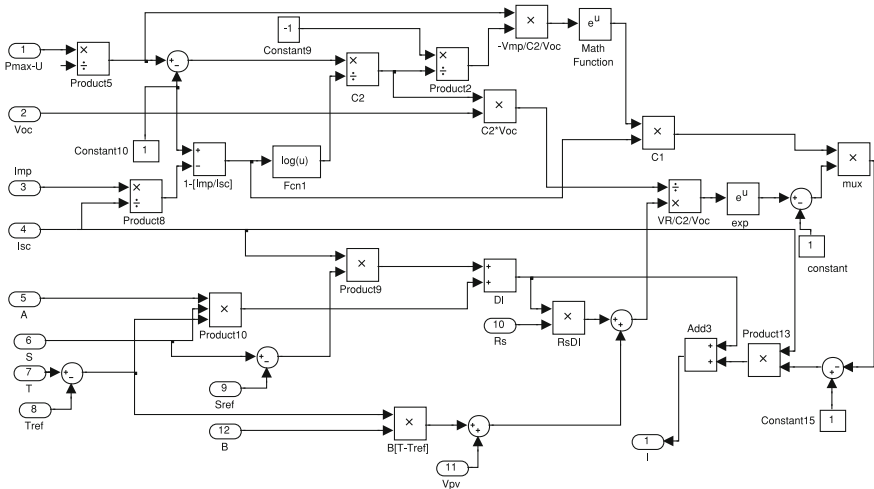 -1
Constant9
×
-Vmp/C2/Voc
e^u
Math
Function
1
Pmax-U
×
÷
Product5
+
−
×
÷
C2
×
÷
Product2
2
Voc
×
C2*Voc
Constant10
1
+
−
1-[Imp/Isc]
log(u)
Fcn1
×
C1
×
mux
Imp
3
×
÷
Product8
÷
×
VR/C2/Voc
e^u
exp
+
−
1
constant
4
Isc
×
Product9
+
+
DI
5
A
×
Product10
×
RsDI
10
Rs
+
+
Add3
+
+
Product13
×
6
S
+
−
9
Sref
7
T
+
−
8
Tref
+
−
Constant15
1
12
B
×
B[T-Tref]
+
+
11
Vpv
1
I